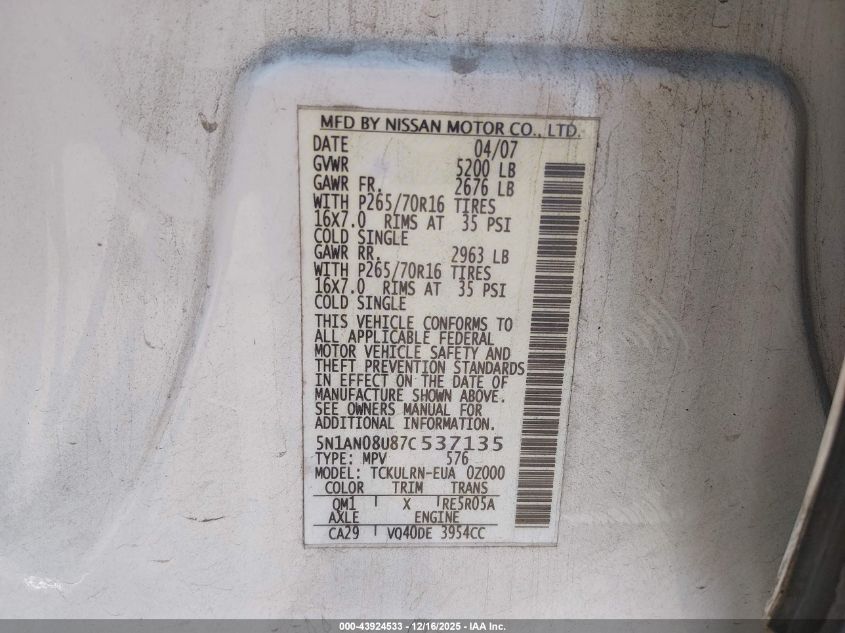 MFD BY NISSAN MOTOR CO., LTD.
DATE 04/07
GVWR 5200 LB
GAWR FR. 2676 LB
WITH P265/70R16 TIRES
16X7.0 RIMS AT 35 PSI
COLD SINGLE
GAWR RR. 2963 LB
WITH P265/70R16 TIRES
16X7.0 RIMS AT 35 PSI
COLD SINGLE
THIS VEHICLE CONFORMS TO
ALL APPLICABLE FEDERAL
MOTOR VEHICLE SAFETY AND
THEFT PREVENTION STANDARDS
IN EFFECT ON THE DATE OF
MANUFACTURE SHOWN ABOVE.
SEE OWNERS MANUAL FOR
ADDITIONAL INFORMATION.
5N1AN08U87C537135
TYPE: MPV 576
MODEL: TCKULRN-EUA 0Z000
COLOR TRIM TRANS
QM1 X RE5R05A
AXLE ENGINE
CA29 VQ40DE 3954CC
000-43924533 - 12/16/2025 - IAA Inc.